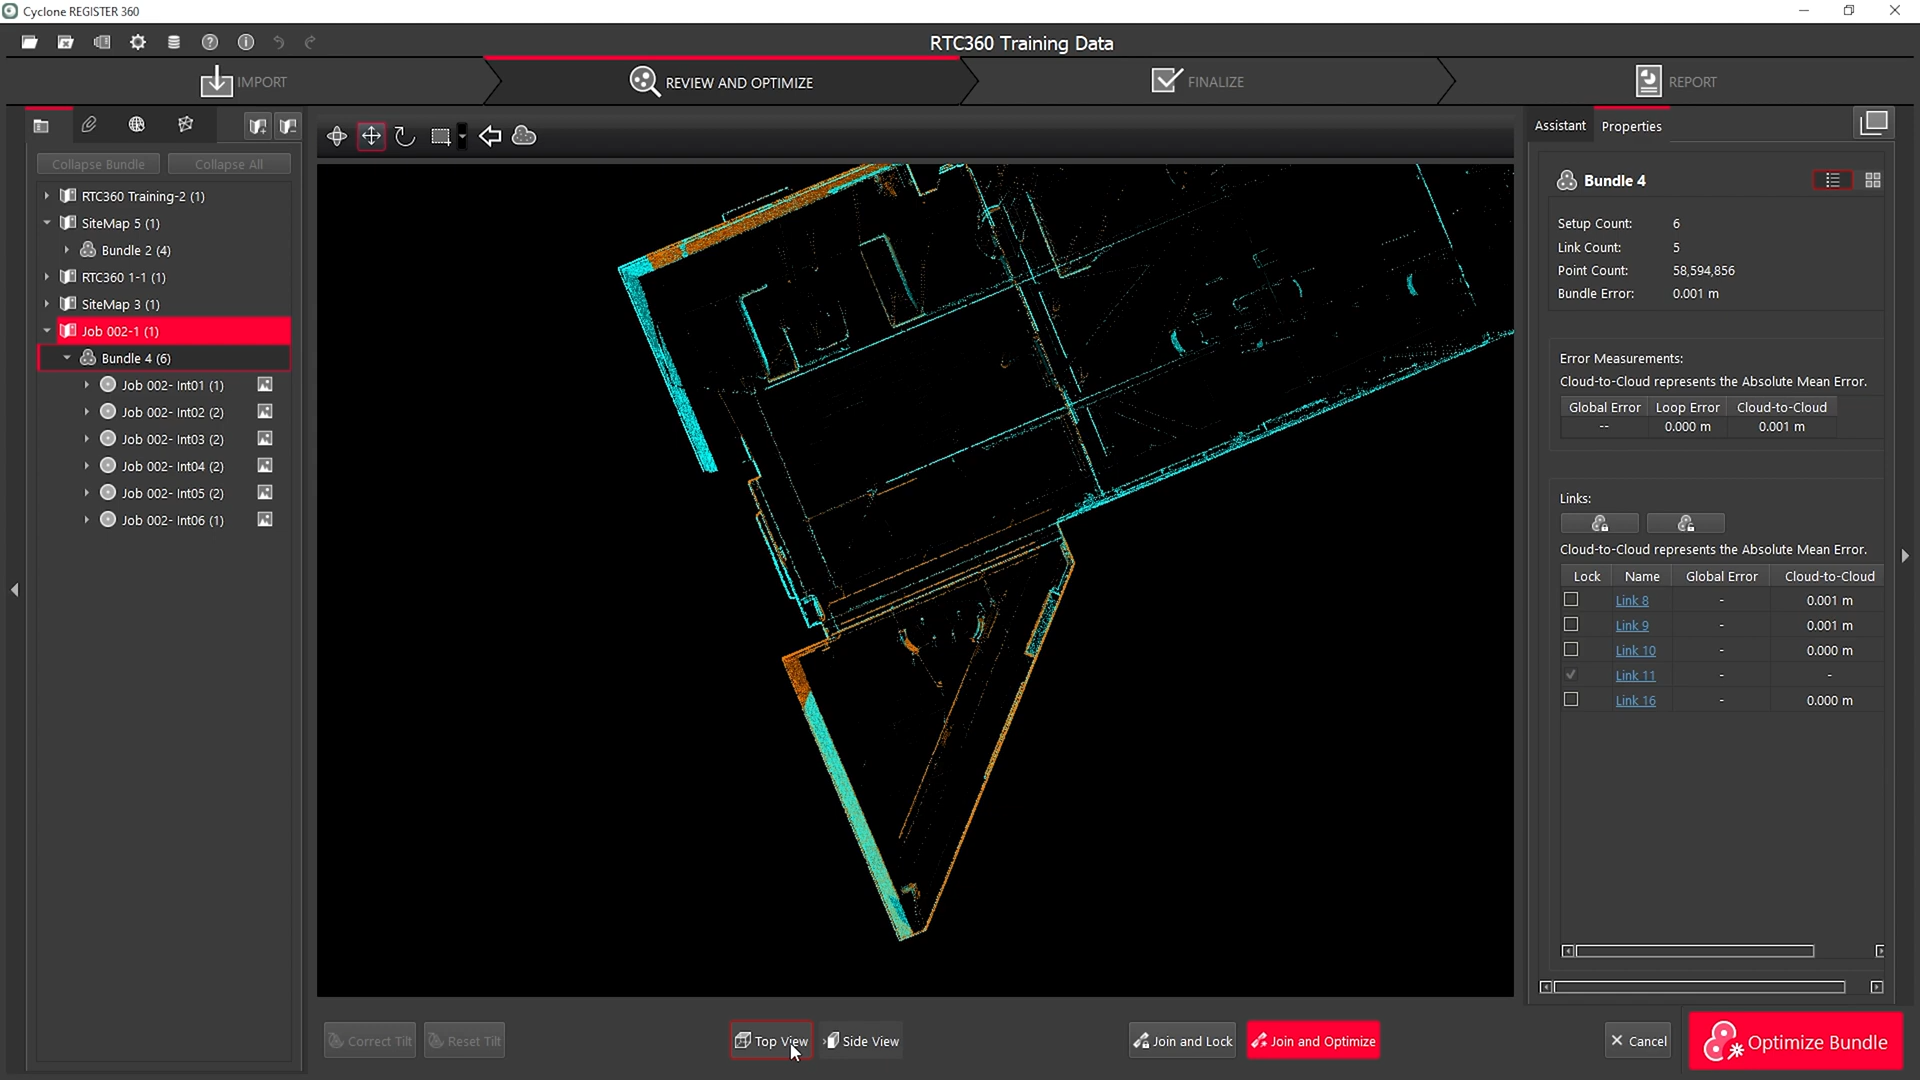 Cyclone REGISTER 360
RTC360 Training Data
IMPORT
REVIEW AND OPTIMIZE
FINALIZE
REPORT
Collapse Bundle
Collapse All
RTC360 Training-2 (1)
SiteMap 5 (1)
Bundle 2 (4)
RTC360 1-1 (1)
SiteMap 3 (1)
Job 002-1 (1)
Bundle 4 (6)
Job 002- Int01 (1)
Job 002- Int02 (2)
Job 002- Int03 (2)
Job 002- Int04 (2)
Job 002- Int05 (2)
Job 002- Int06 (1)
Assistant
Properties
Bundle 4
Setup Count: 6
Link Count: 5
Point Count: 58,594,856
Bundle Error: 0.001 m
Error Measurements:
Cloud-to-Cloud represents the Absolute Mean Error.
Global Error Loop Error Cloud-to-Cloud
-- 0.000 m 0.001 m
Links:
Cloud-to-Cloud represents the Absolute Mean Error.
Lock Name Global Error Cloud-to-Cloud
Link 8 - 0.001 m
Link 9 - 0.001 m
Link 10 - 0.000 m
Link 11 - -
Link 16 - 0.000 m
Correct Tilt
Reset Tilt
Top View
Side View
Join and Lock
Join and Optimize
Cancel
Optimize Bundle